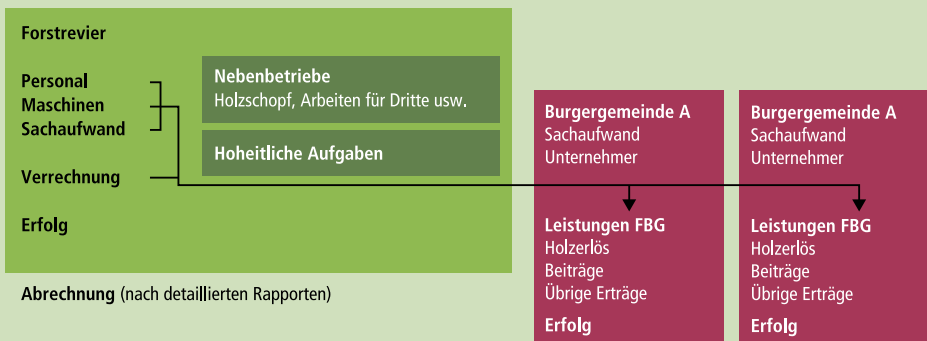 Forstrevier
Personal
Maschinen
Sachaufwand
Verrechnung
Erfolg
Nebenbetriebe
Holzschopf, Arbeiten für Dritte usw.
Hoheitliche Aufgaben
Abrechnung (nach detaillierten Rapporten)
Burgergemeinde A
Sachaufwand
Unternehmer
Leistungen FBG
Holzerlös
Beiträge
Übrige Erträge
Erfolg
Burgergemeinde A
Sachaufwand
Unternehmer
Leistungen FBG
Holzerlös
Beiträge
Übrige Erträge
Erfolg